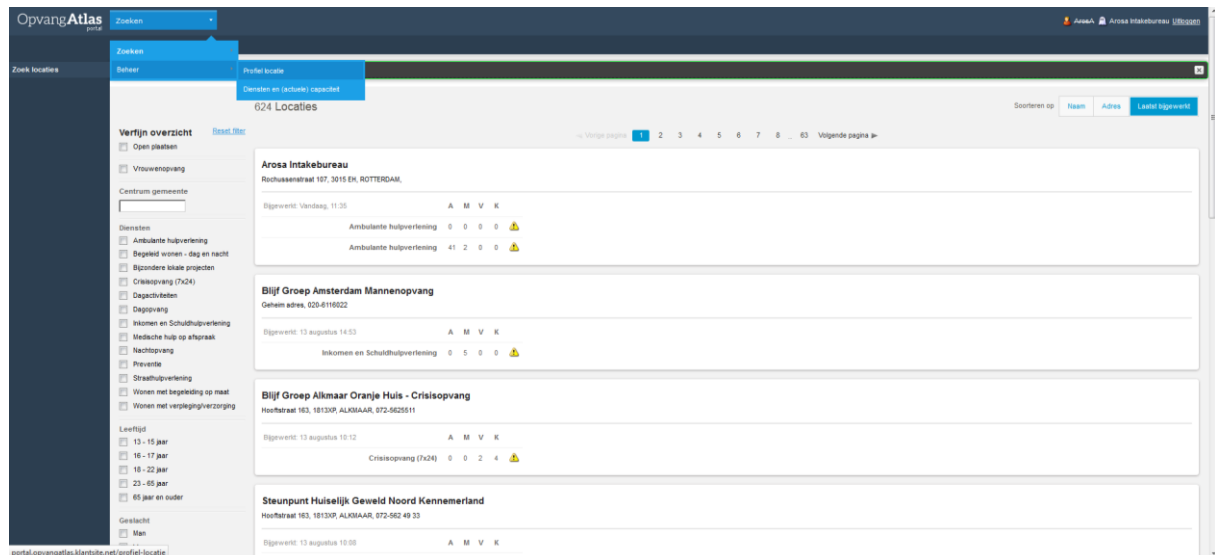 OpvangAtlas
portal
Zoeken
Arosa Intakebureau Uitloggen
Zoeken
Zoek locaties
Beheer
Profiel locatie
Diensten en (actuele) capaciteit
624 Locaties
Soorteren op Naam Adres Laatst bijgewerkt
Verfijn overzicht Reset filter
Vorige pagina 1 2 3 4 5 6 7 8 ... 63 Volgende pagina
Open plaatsen
Vrouwenopvang
Centrum gemeente
Diensten
Ambulante hulpverlening
Begeleid wonen - dag en nacht
Bijzondere lokale projecten
Crisisopvang (7x24)
Dagactiviteiten
Dagopvang
Inkomen en Schuldhulpverlening
Medische hulp op afspraak
Nachtopvang
Preventie
Straathulpverlening
Wonen met begeleiding op maat
Wonen met verpleging/verzorging
Leeftijd
13 - 15 jaar
16 - 17 jaar
18 - 22 jaar
23 - 65 jaar
65 jaar en ouder
Geslacht
Man
Arosa Intakebureau
Rochussenstraat 107, 3015 EH, ROTTERDAM,
Bijgewerkt: Vandaag, 11:35 A M V K
Ambulante hulpverlening 0 0 0 0
Ambulante hulpverlening 41 2 0 0
Blijf Groep Amsterdam Mannenopvang
Geheim adres, 020-6116022
Bijgewerkt: 13 augustus 14:53 A M V K
Inkomen en Schuldhulpverlening 0 5 0 0
Blijf Groep Alkmaar Oranje Huis - Crisisopvang
Hooftstraat 163, 1813XP, ALKMAAR, 072-5625511
Bijgewerkt: 13 augustus 10:12 A M V K
Crisisopvang (7x24) 0 0 2 4
Steunpunt Huiselijk Geweld Noord Kennemerland
Hooftstraat 163, 1813XP, ALKMAAR, 072-562 49 33
Bijgewerkt: 13 augustus 10:08 A M V K
portal.opvangatlas.klantsite.net/profiel-locatie